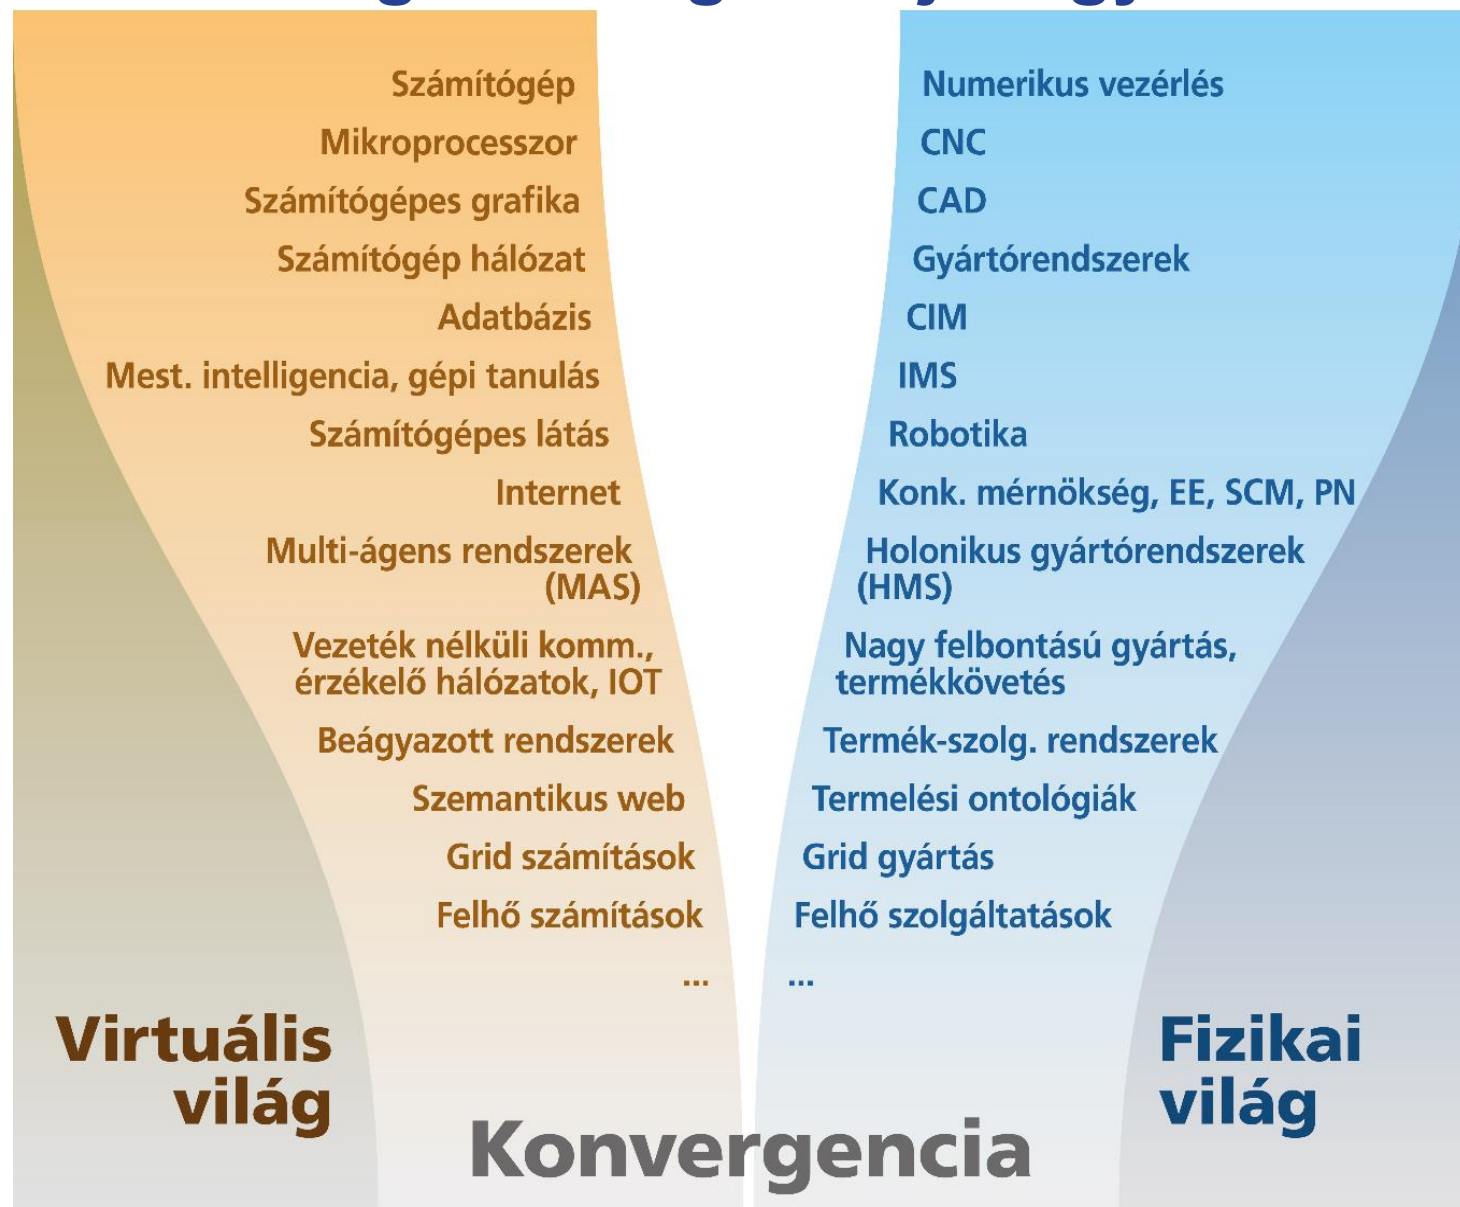 Számítógép
Mikroprocesszor
Számítógépes grafika
Számítógép hálózat
Adatbázis
Mest. intelligencia, gépi tanulás
Számítógépes látás
Internet
Multi-ágens rendszerek
(MAS)
Vezeték nélküli komm.,
érzékelő hálózatok, IOT
Beágyazott rendszerek
Szemantikus web
Grid számítások
Felhő számítások
...
Virtuális
világ
Numerikus vezérlés
CNC
CAD
Gyártórendszerek
CIM
IMS
Robotika
Konk. mérnökség, EE, SCM, PN
Holonikus gyártórendszerek
(HMS)
Nagy felbontású gyártás,
termékkövetés
Termék-szolg. rendszerek
Termelési ontológiák
Grid gyártás
Felhő szolgáltatások
...
Fizikai
világ
Konvergencia